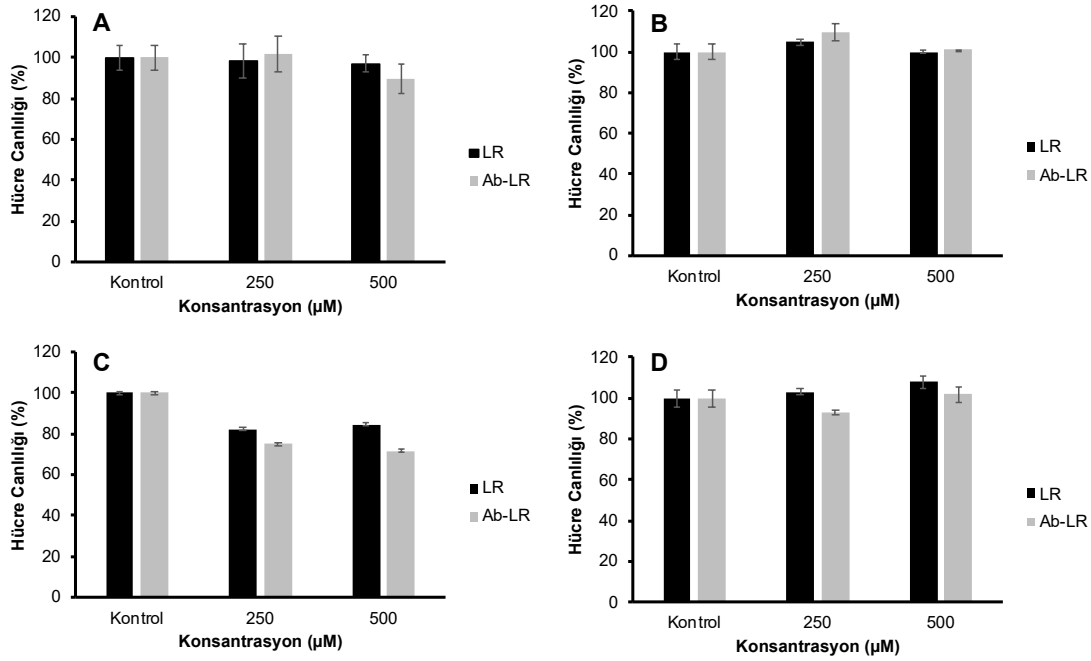 A
Hücre Canlılığı (%)
120
100
80
60
40
20
0
Kontrol 250 500
Konsantrasyon (µM)
LR
Ab-LR
B
Hücre Canlılığı (%)
120
100
80
60
40
20
0
Kontrol 250 500
Konsantrasyon (µM)
LR
Ab-LR
C
Hücre Canlılığı (%)
120
100
80
60
40
20
0
Kontrol 250 500
Konsantrasyon (µM)
LR
Ab-LR
D
Hücre Canlılığı (%)
120
100
80
60
40
20
0
Kontrol 250 500
Konsantrasyon (µM)
LR
Ab-LR